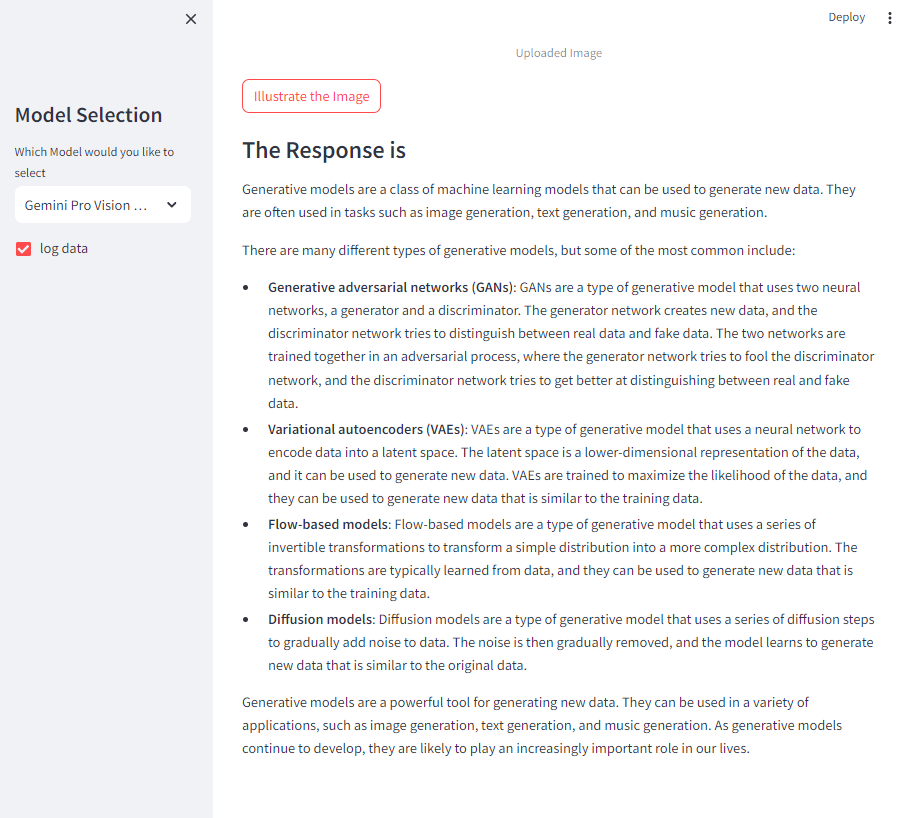 Deploy
Uploaded Image
Model Selection
Which Model would you like to
select
Gemini Pro Vision ...
log data
Illustrate the Image
The Response is
Generative models are a class of machine learning models that can be used to generate new data. They
are often used in tasks such as image generation, text generation, and music generation.
There are many different types of generative models, but some of the most common include:
• Generative adversarial networks (GANs): GANs are a type of generative model that uses two neural
networks, a generator and a discriminator. The generator network creates new data, and the
discriminator network tries to distinguish between real data and fake data. The two networks are
trained together in an adversarial process, where the generator network tries to fool the discriminator
network, and the discriminator network tries to get better at distinguishing between real and fake
data.
• Variational autoencoders (VAEs): VAEs are a type of generative model that uses a neural network to
encode data into a latent space. The latent space is a lower-dimensional representation of the data,
and it can be used to generate new data. VAEs are trained to maximize the likelihood of the data, and
they can be used to generate new data that is similar to the training data.
• Flow-based models: Flow-based models are a type of generative model that uses a series of
invertible transformations to transform a simple distribution into a more complex distribution. The
transformations are typically learned from data, and they can be used to generate new data that is
similar to the training data.
• Diffusion models: Diffusion models are a type of generative model that uses a series of diffusion steps
to gradually add noise to data. The noise is then gradually removed, and the model learns to generate
new data that is similar to the original data.
Generative models are a powerful tool for generating new data. They can be used in a variety of
applications, such as image generation, text generation, and music generation. As generative models
continue to develop, they are likely to play an increasingly important role in our lives.